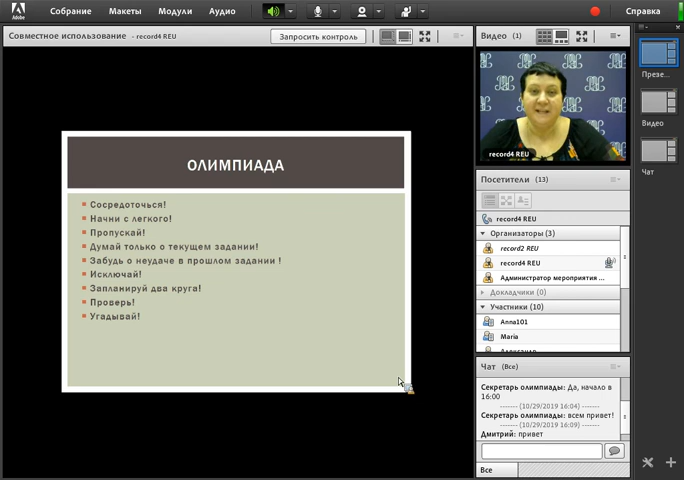 Собрание Макеты Модули Аудио Справка
Adobe
Совместное использование - record4 REU
Запросить контроль
ОЛИМПИАДА
Сосредоточься!
Начни с легкого!
Пропускай!
Думай только о текущем задании!
Забудь о неудаче в прошлом задании !
Исключай!
Запланируй два круга!
Проверь!
Угадывай!
Видео (1)
record4 REU
Посетители (13)
record4 REU
Организаторы (3)
record2 REU
record4 REU
Администратор мероприятия ...
Докладчики (0)
Участники (10)
Anna101
Maria
Чат (Все)
Секретарь олимпиады: Да, начало в
16:00
------- (10/29/2019 16:04) -------
Секретарь олимпиады: всем привет!
------- (10/29/2019 16:09) -------
Дмитрий: привет
Все
Презе...
Видео
Чат